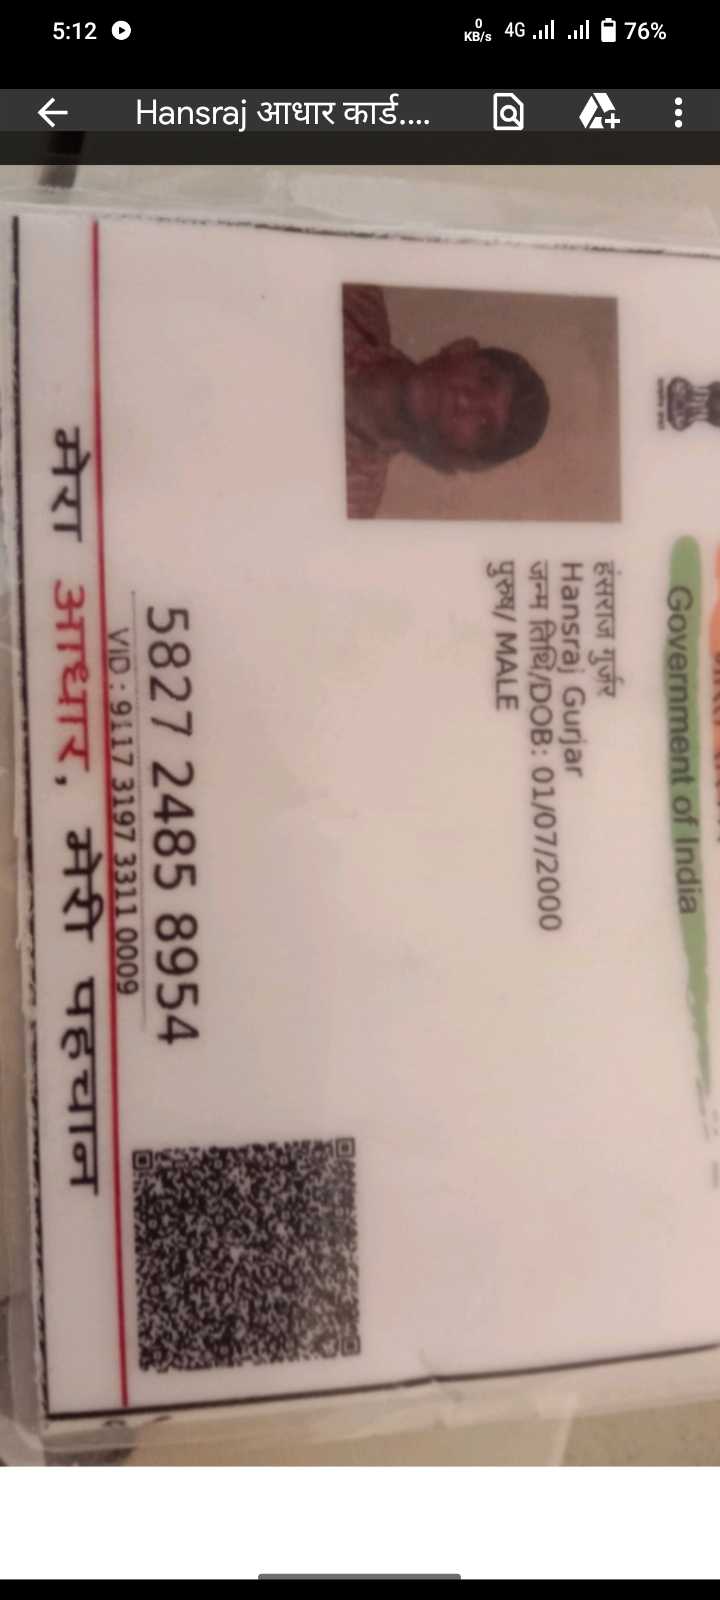 5:12
0 KB/s 4G 76%
Hansraj आधार कार्ड....
Government of India
हंसराज गुर्जर
Hansraj Gurjar
जन्म तिथि/DOB: 01/07/2000
पुरुष/ MALE
5827 2485 8954
VID : 9117 3197 3311 0009
मेरा आधार, मेरी पहचान